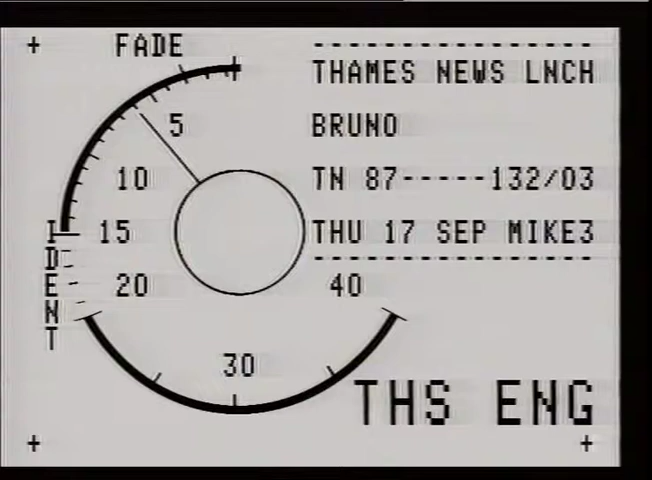 FADE
THAMES NEWS LNCH
BRUNO
5
10
TN 87-----132/03
15
THU 17 SEP MIKE3
IDENT
20
40
30
THS ENG